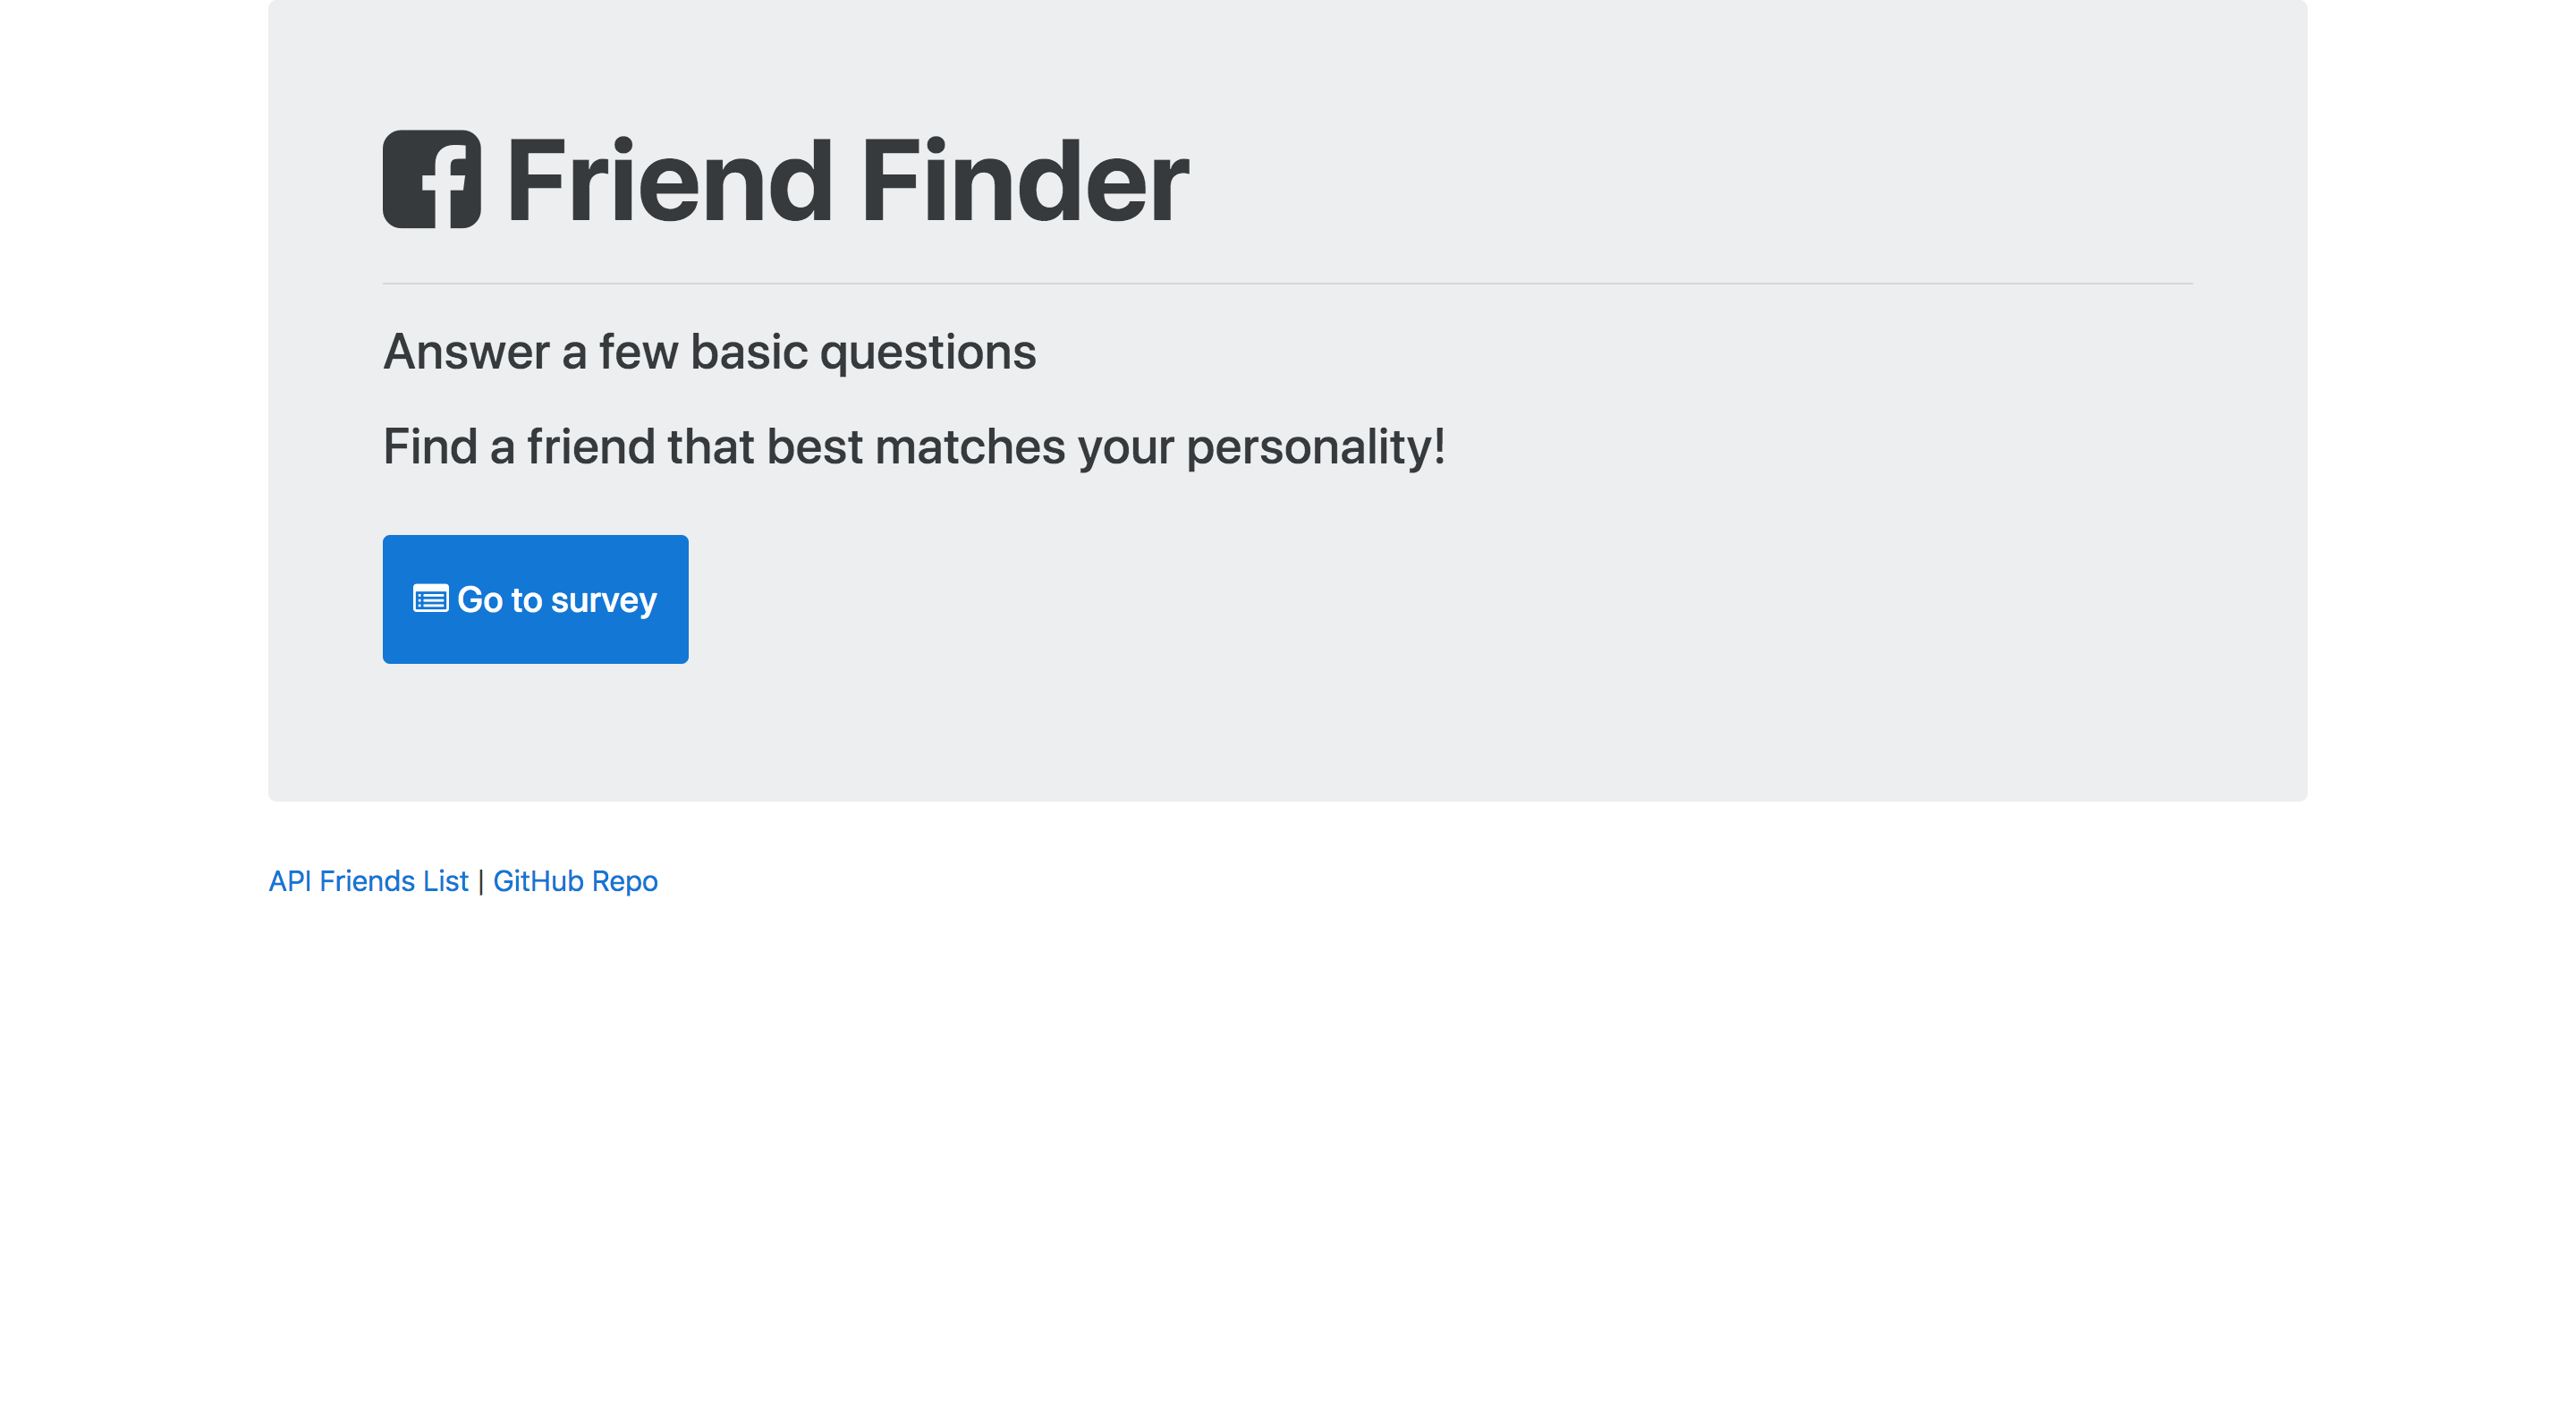 Friend Finder
Answer a few basic questions
Find a friend that best matches your personality!
Go to survey
API Friends List | GitHub Repo